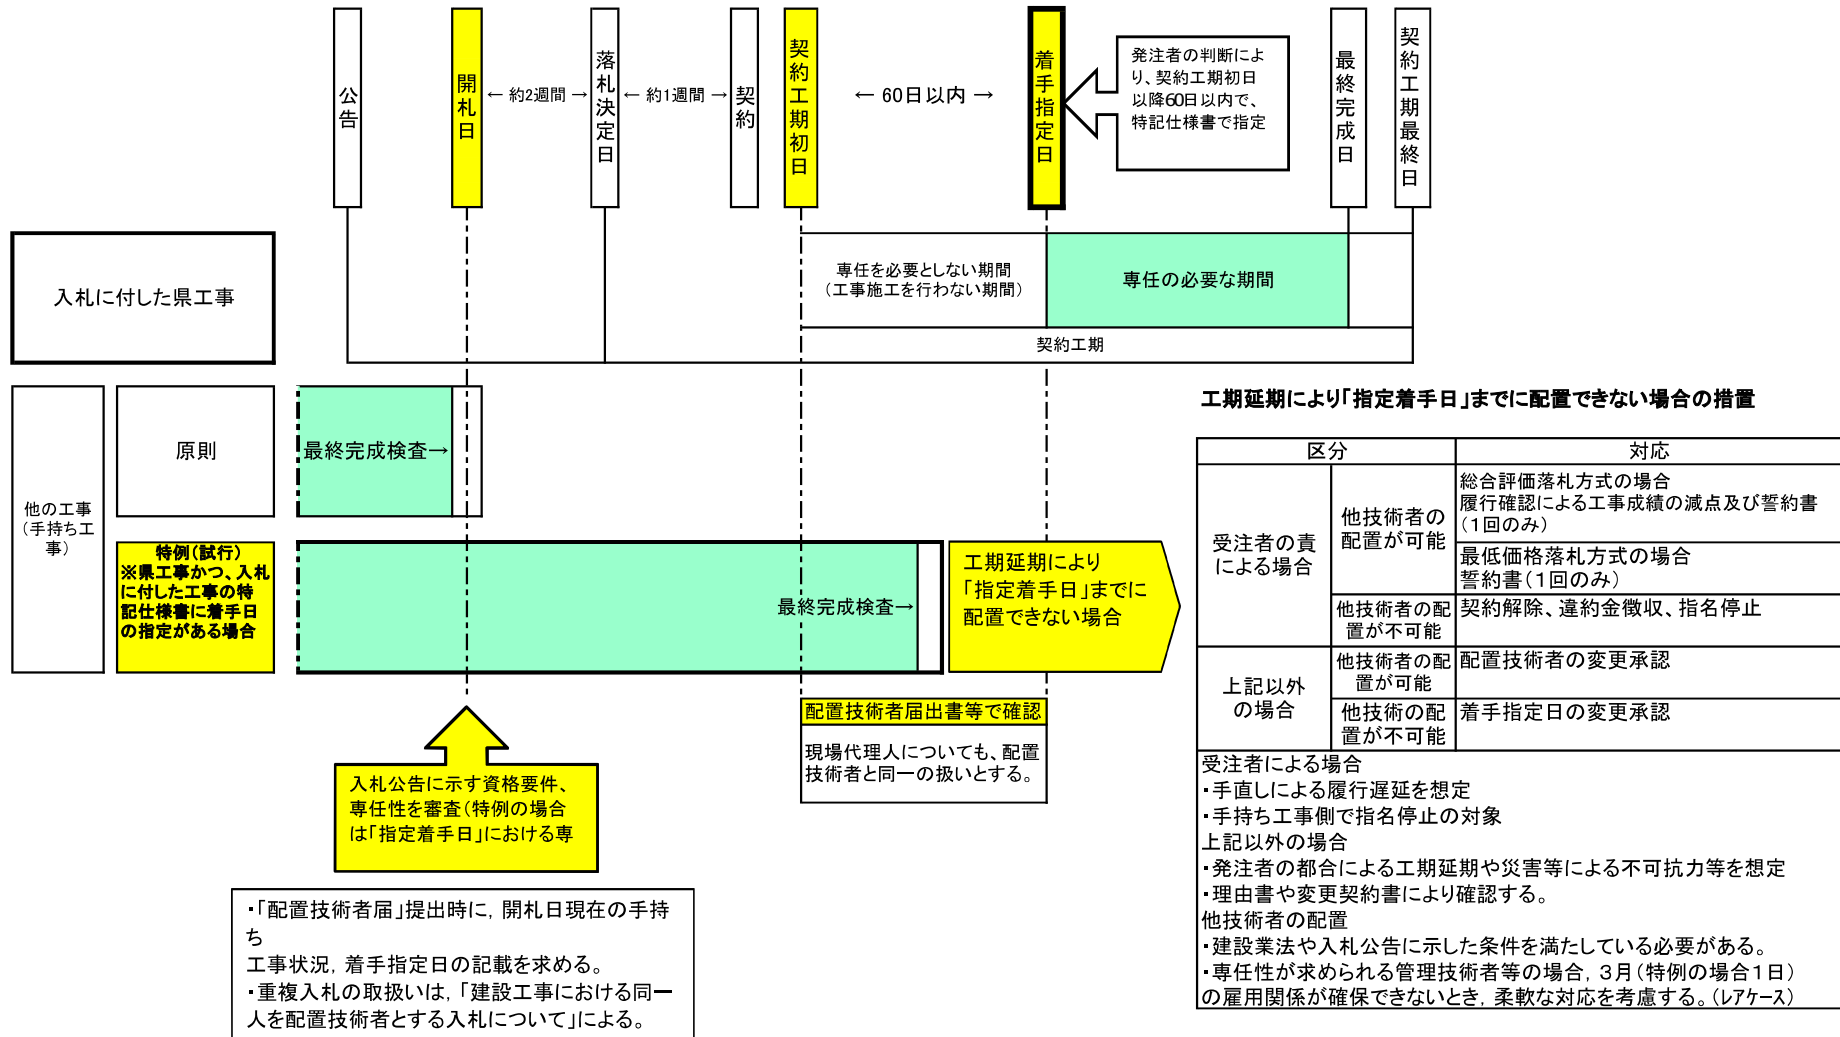 公告
開札日
← 約2週間 →
落札決定日
← 約1週間 →
契約
契約工期初日
← 60日以内 →
着手指定日
発注者の判断によ
り、契約工期初日
以降60日以内で、
特記仕様書で指定
最終完成日
契約工期最終日
入札に付した県工事
専任を必要としない期間
(工事施工を行わない期間)
専任の必要な期間
契約工期
他の工事
(手持ち工
事)
原則
最終完成検査→
特例(試行)
※県工事かつ、入札
に付した工事の特
記仕様書に着手日
の指定がある場合
最終完成検査→
工期延期により
「指定着手日」までに
配置できない場合
配置技術者届出書等で確認
現場代理人についても、配置
技術者と同一の扱いとする。
入札公告に示す資格要件、
専任性を審査(特例の場合
は「指定着手日」における専
・「配置技術者届」提出時に, 開札日現在の手持
ち
工事状況, 着手指定日の記載を求める。
・重複入札の取扱いは, 「建設工事における同一
人を配置技術者とする入札について」による。
工期延期により「指定着手日」までに配置できない場合の措置
区分
対応
受注者の責
による場合
他技術者の
配置が可能
総合評価落札方式の場合
履行確認による工事成績の減点及び誓約書
(1回のみ)
最低価格落札方式の場合
誓約書(1回のみ)
他技術者の配
置が不可能
契約解除、違約金徴収、指名停止
上記以外
の場合
他技術者の配
置が可能
配置技術者の変更承認
他技術の配
置が不可能
着手指定日の変更承認
受注者による場合
・手直しによる履行遅延を想定
・手持ち工事側で指名停止の対象
上記以外の場合
・発注者の都合による工期延期や災害等による不可抗力等を想定
・理由書や変更契約書により確認する。
他技術者の配置
・建設業法や入札公告に示した条件を満たしている必要がある。
・専任性が求められる管理技術者等の場合, 3月(特例の場合1日)
の雇用関係が確保できないとき, 柔軟な対応を考慮する。(レアケース)